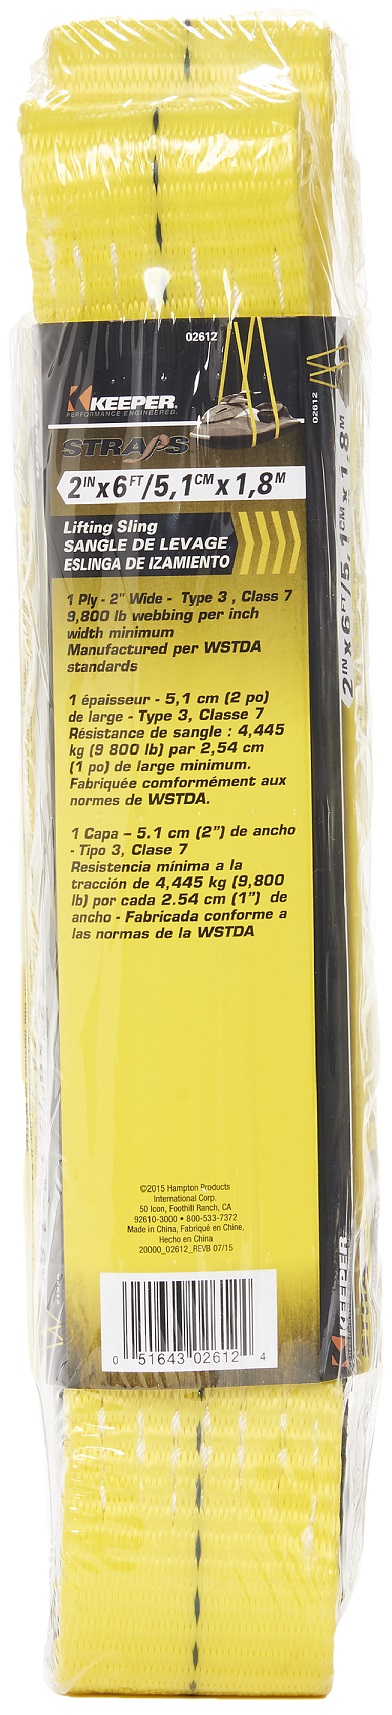 02612
KEEPER
PERFORMANCE ENGINEERED.
STRAPS
2IN x 6FT/5,1CM x 1,8M
Lifting Sling
SANGLE DE LEVAGE
ESLINGA DE IZAMIENTO
1 Ply - 2" Wide - Type 3 , Class 7
9,800 lb webbing per inch
width minimum
Manufactured per WSTDA
standards
1 épaisseur - 5,1 cm (2 po)
de large - Type 3, Classe 7
Résistance de sangle : 4,445
kg (9 800 lb) par 2,54 cm
(1 po) de large minimum.
Fabriquée comformément aux
normes de WSTDA.
1 Capa – 5.1 cm (2”) de ancho
- Tipo 3, Clase 7
Resistencia mínima a la
tracción de 4,445 kg (9,800
lb) por cada 2.54 cm (1”) de
ancho - Fabricada conforme a
las normas de la WSTDA
©2015 Hampton Products
International Corp.
50 Icon, Foothill Ranch, CA
92610-3000 • 800-533-7372
Made in China, Fabriqué en Chine,
Hecho en China
20000_02612_REVB 07/15
0 51643 02612 4
02612
2IN x 6FT/5,1CM x 1,8M
KEEPER